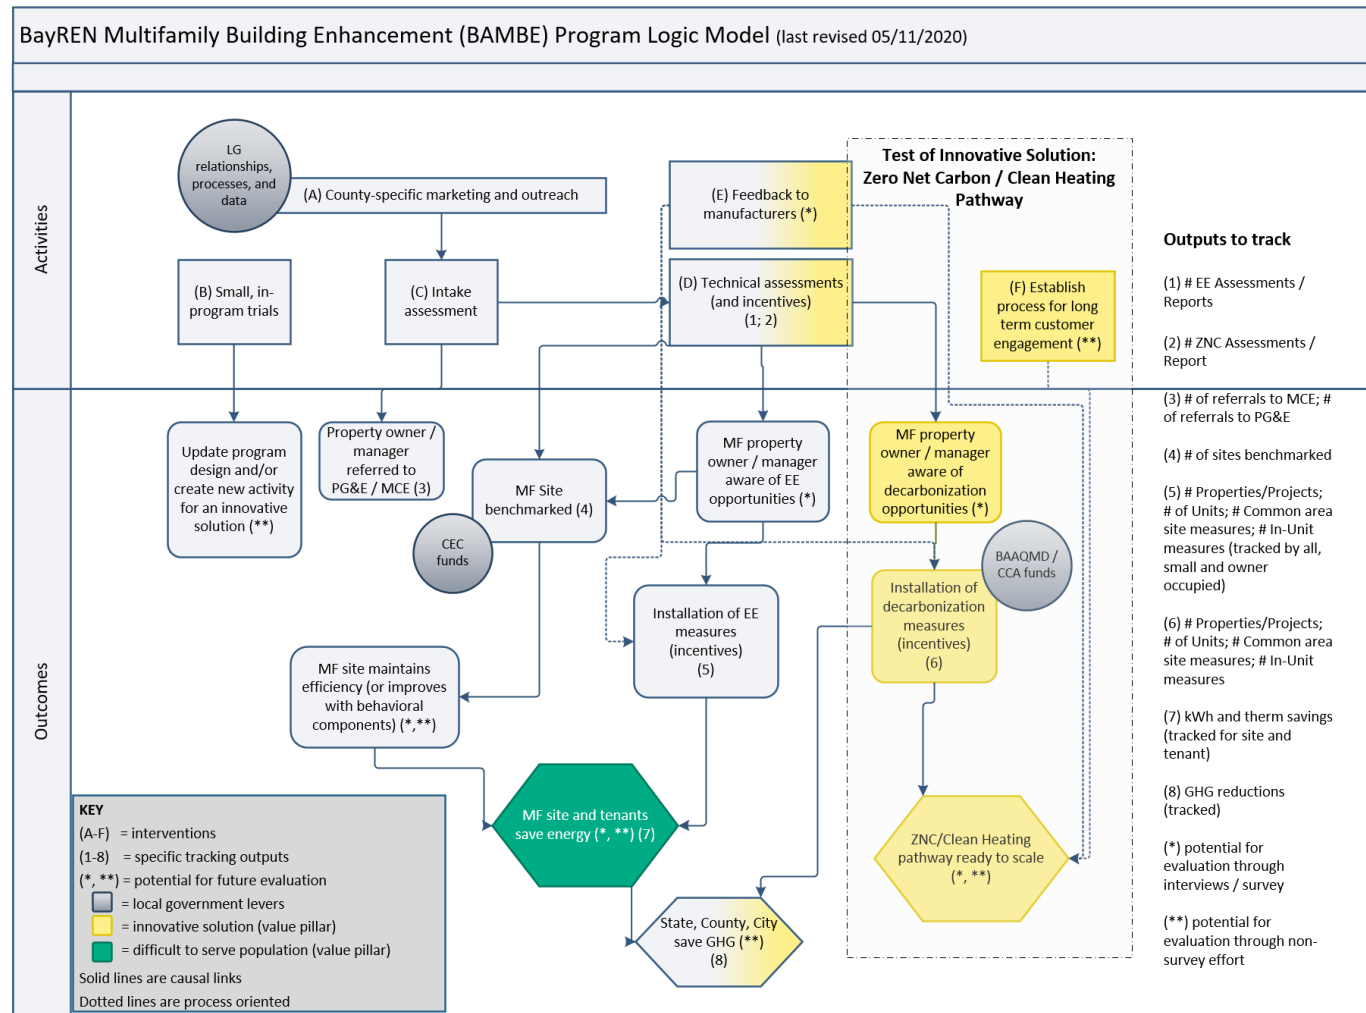 BayREN Multifamily Building Enhancement (BAMBE) Program Logic Model (last revised 05/11/2020)
Activities
LG
relationships,
processes, and
data
(A) County-specific marketing and outreach
(B) Small, in-
program trials
(C) Intake
assessment
(E) Feedback to
manufacturers (*)
(D) Technical assessments
(and incentives)
(1; 2)
Test of Innovative Solution:
Zero Net Carbon / Clean Heating
Pathway
(F) Establish
process for long
term customer
engagement (**)
Outcomes
Update program
design and/or
create new activity
for an innovative
solution (**)
Property owner /
manager
referred to
PG&E / MCE (3)
MF Site
benchmarked (4)
CEC
funds
MF property
owner / manager
aware of EE
opportunities (*)
MF property
owner / manager
aware of
decarbonization
opportunities (*)
BAAQMD /
CCA funds
Installation of EE
measures
(incentives)
(5)
Installation of
decarbonization
measures
(incentives)
(6)
MF site maintains
efficiency (or improves
with behavioral
components) (*,**)
MF site and tenants
save energy (*, **) (7)
ZNC/Clean Heating
pathway ready to scale
(*, **)
State, County, City
save GHG (**)
(8)
KEY
(A-F) = interventions
(1-8) = specific tracking outputs
(*, **) = potential for future evaluation
= local government levers
= innovative solution (value pillar)
= difficult to serve population (value pillar)
Solid lines are causal links
Dotted lines are process oriented
Outputs to track
(1) # EE Assessments /
Reports
(2) # ZNC Assessments /
Report
(3) # of referrals to MCE; #
of referrals to PG&E
(4) # of sites benchmarked
(5) # Properties/Projects;
# of Units; # Common area
site measures; # In-Unit
measures (tracked by all,
small and owner
occupied)
(6) # Properties/Projects;
# of Units; # Common area
site measures; # In-Unit
measures
(7) kWh and therm savings
(tracked for site and
tenant)
(8) GHG reductions
(tracked)
(*) potential for
evaluation through
interviews / survey
(**) potential for
evaluation through non-
survey effort